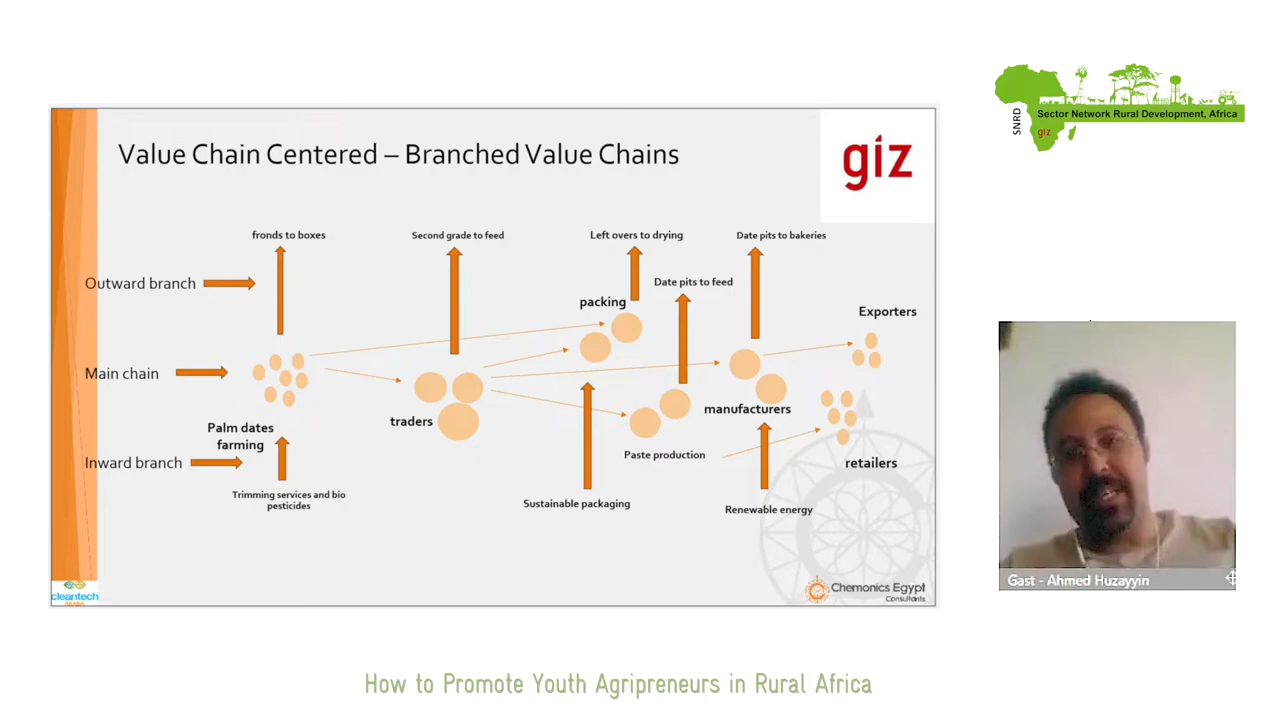 Value Chain Centered – Branched Value Chains
giz
SNRD
Sector Network Rural Development, Africa
giz
fronds to boxes
Second grade to feed
Left overs to drying
Date pits to bakeries
Outward branch
Date pits to feed
packing
Exporters
Main chain
traders
manufacturers
Palm dates
farming
Paste production
Inward branch
retailers
Trimming services and bio
pesticides
Sustainable packaging
Renewable energy
cleantech
Chemonics Egypt
Consultants
Gast - Ahmed Huzayyin
How to Promote Youth Agripreneurs in Rural Africa